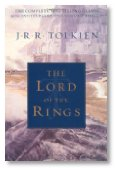 J·R·R·TOLKIEN
THE
LORD
OF THE
RINGS